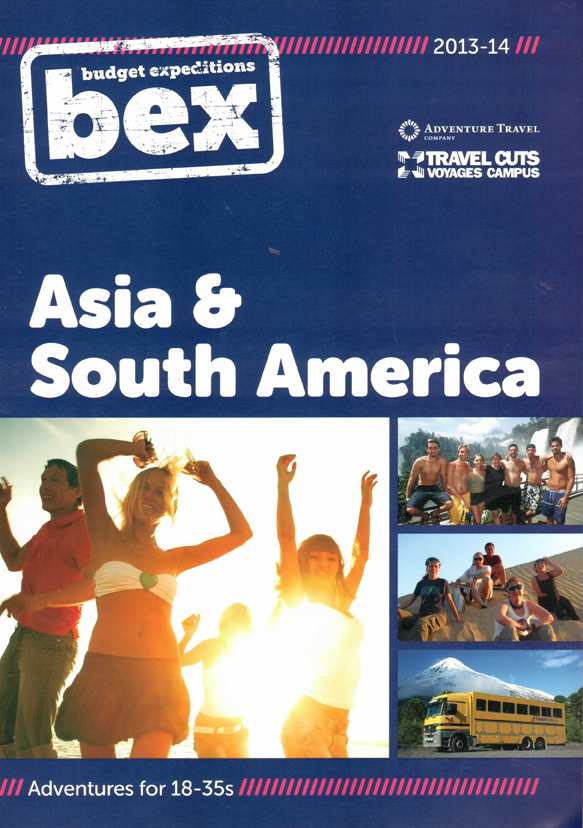 2013-14
budget expeditions
bex
ADVENTURE TRAVEL
COMPANY
TRAVEL CUTS
VOYAGES CAMPUS
Asia &
South America
Adventures for 18-35s